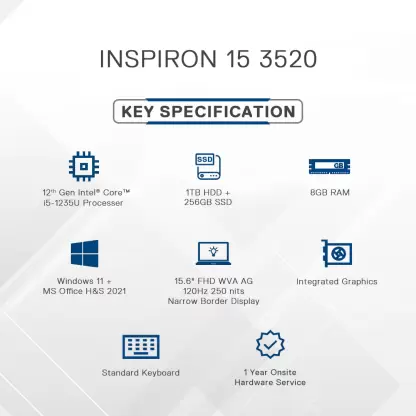 INSPIRON 15 3520
KEY SPECIFICATION
SSD
GB
12th Gen Intel® Core™
i5-1235U Processer
1TB HDD +
256GB SSD
8GB RAM
Windows 11 +
MS Office H&S 2021
15.6" FHD WVA AG
120Hz 250 nits
Narrow Border Display
Integrated Graphics
Standard Keyboard
1 Year Onsite
Hardware Service